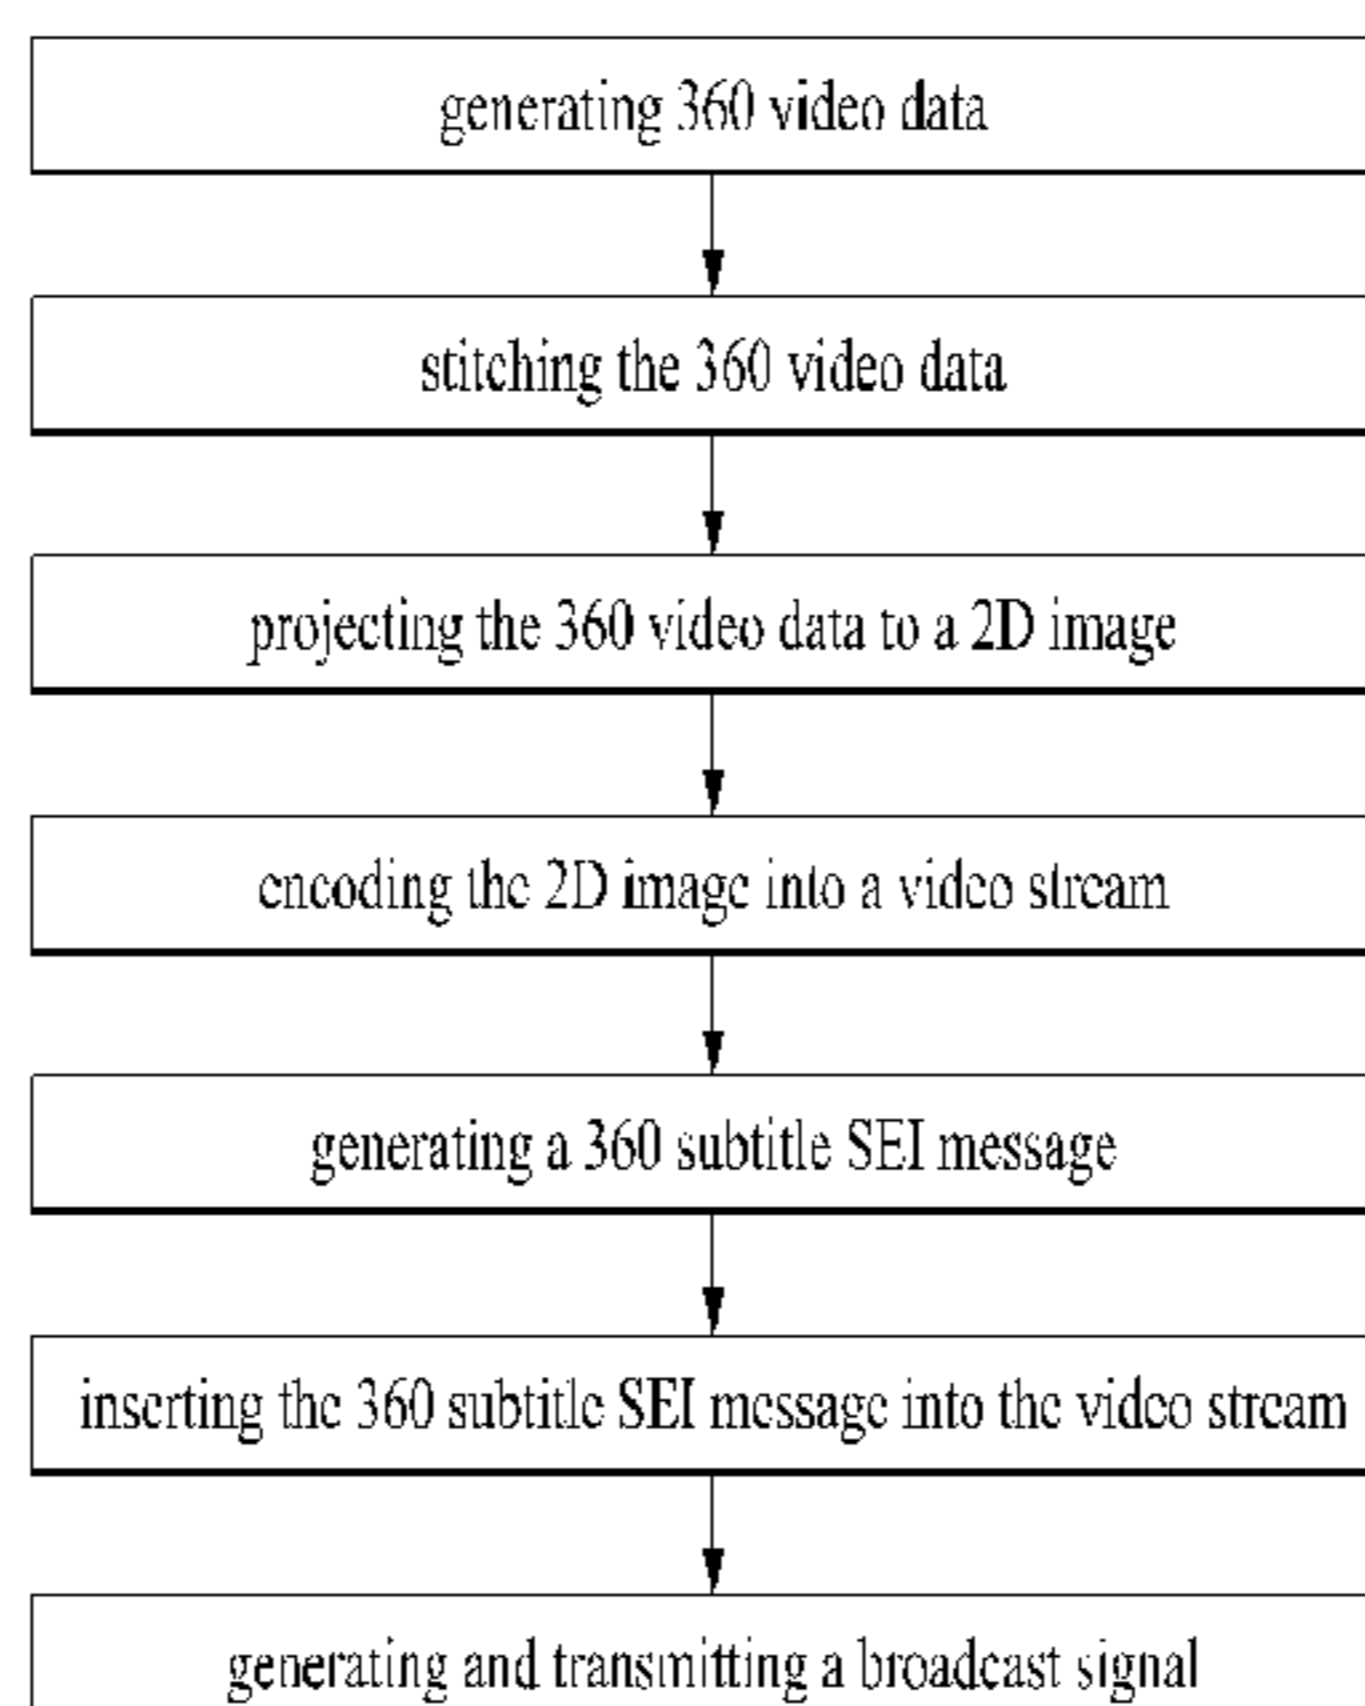 generating 360 video data
stitching the 360 video data
projecting the 360 video data to a 2D image
encoding the 2D image into a video stream
generating a 360 subtitle SEI message
inserting the 360 subtitle SEI message into the video stream
generating and transmitting a broadcast signal